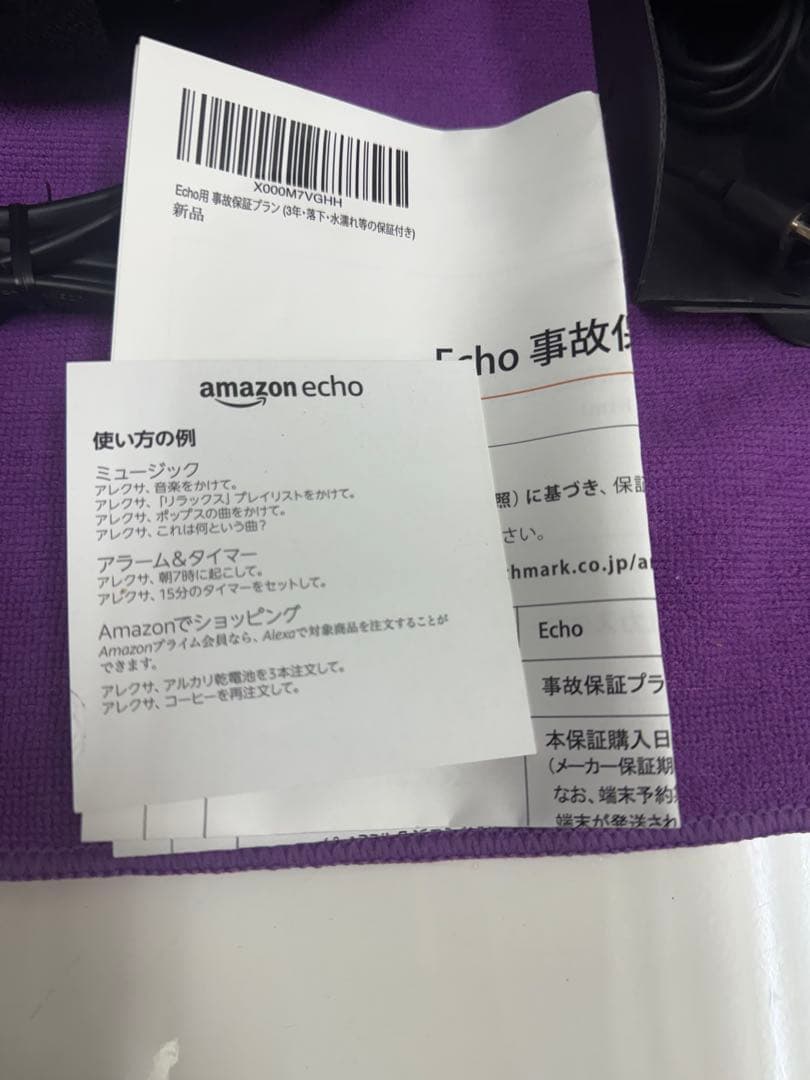 X000M7VGHH
Echo用 事故保証プラン (3年・落下・水濡れ等の保証付き)
新品
Echo 事故保
amazon echo
使い方の例
ミュージック
アレクサ、音楽をかけて。
アレクサ、「リラックス」プレイリストをかけて。
アレクサ、ポップスの曲をかけて。
アレクサ、これは何という曲?
アラーム&タイマー
アレクサ、朝7時に起こして。
アレクサ、15分のタイマーをセットして。
Amazonでショッピング
Amazonプライム会員なら、Alexaで対象商品を注文することが
できます。
アレクサ、アルカリ乾電池を3本注文して。
アレクサ、コーヒーを再注文して。
照）に基づき、保証
さい。
hmark.co.jp/a
Echo
事故保証プラ
本保証購入日
（メーカー保証期
なお、端末予約
端末が発送され